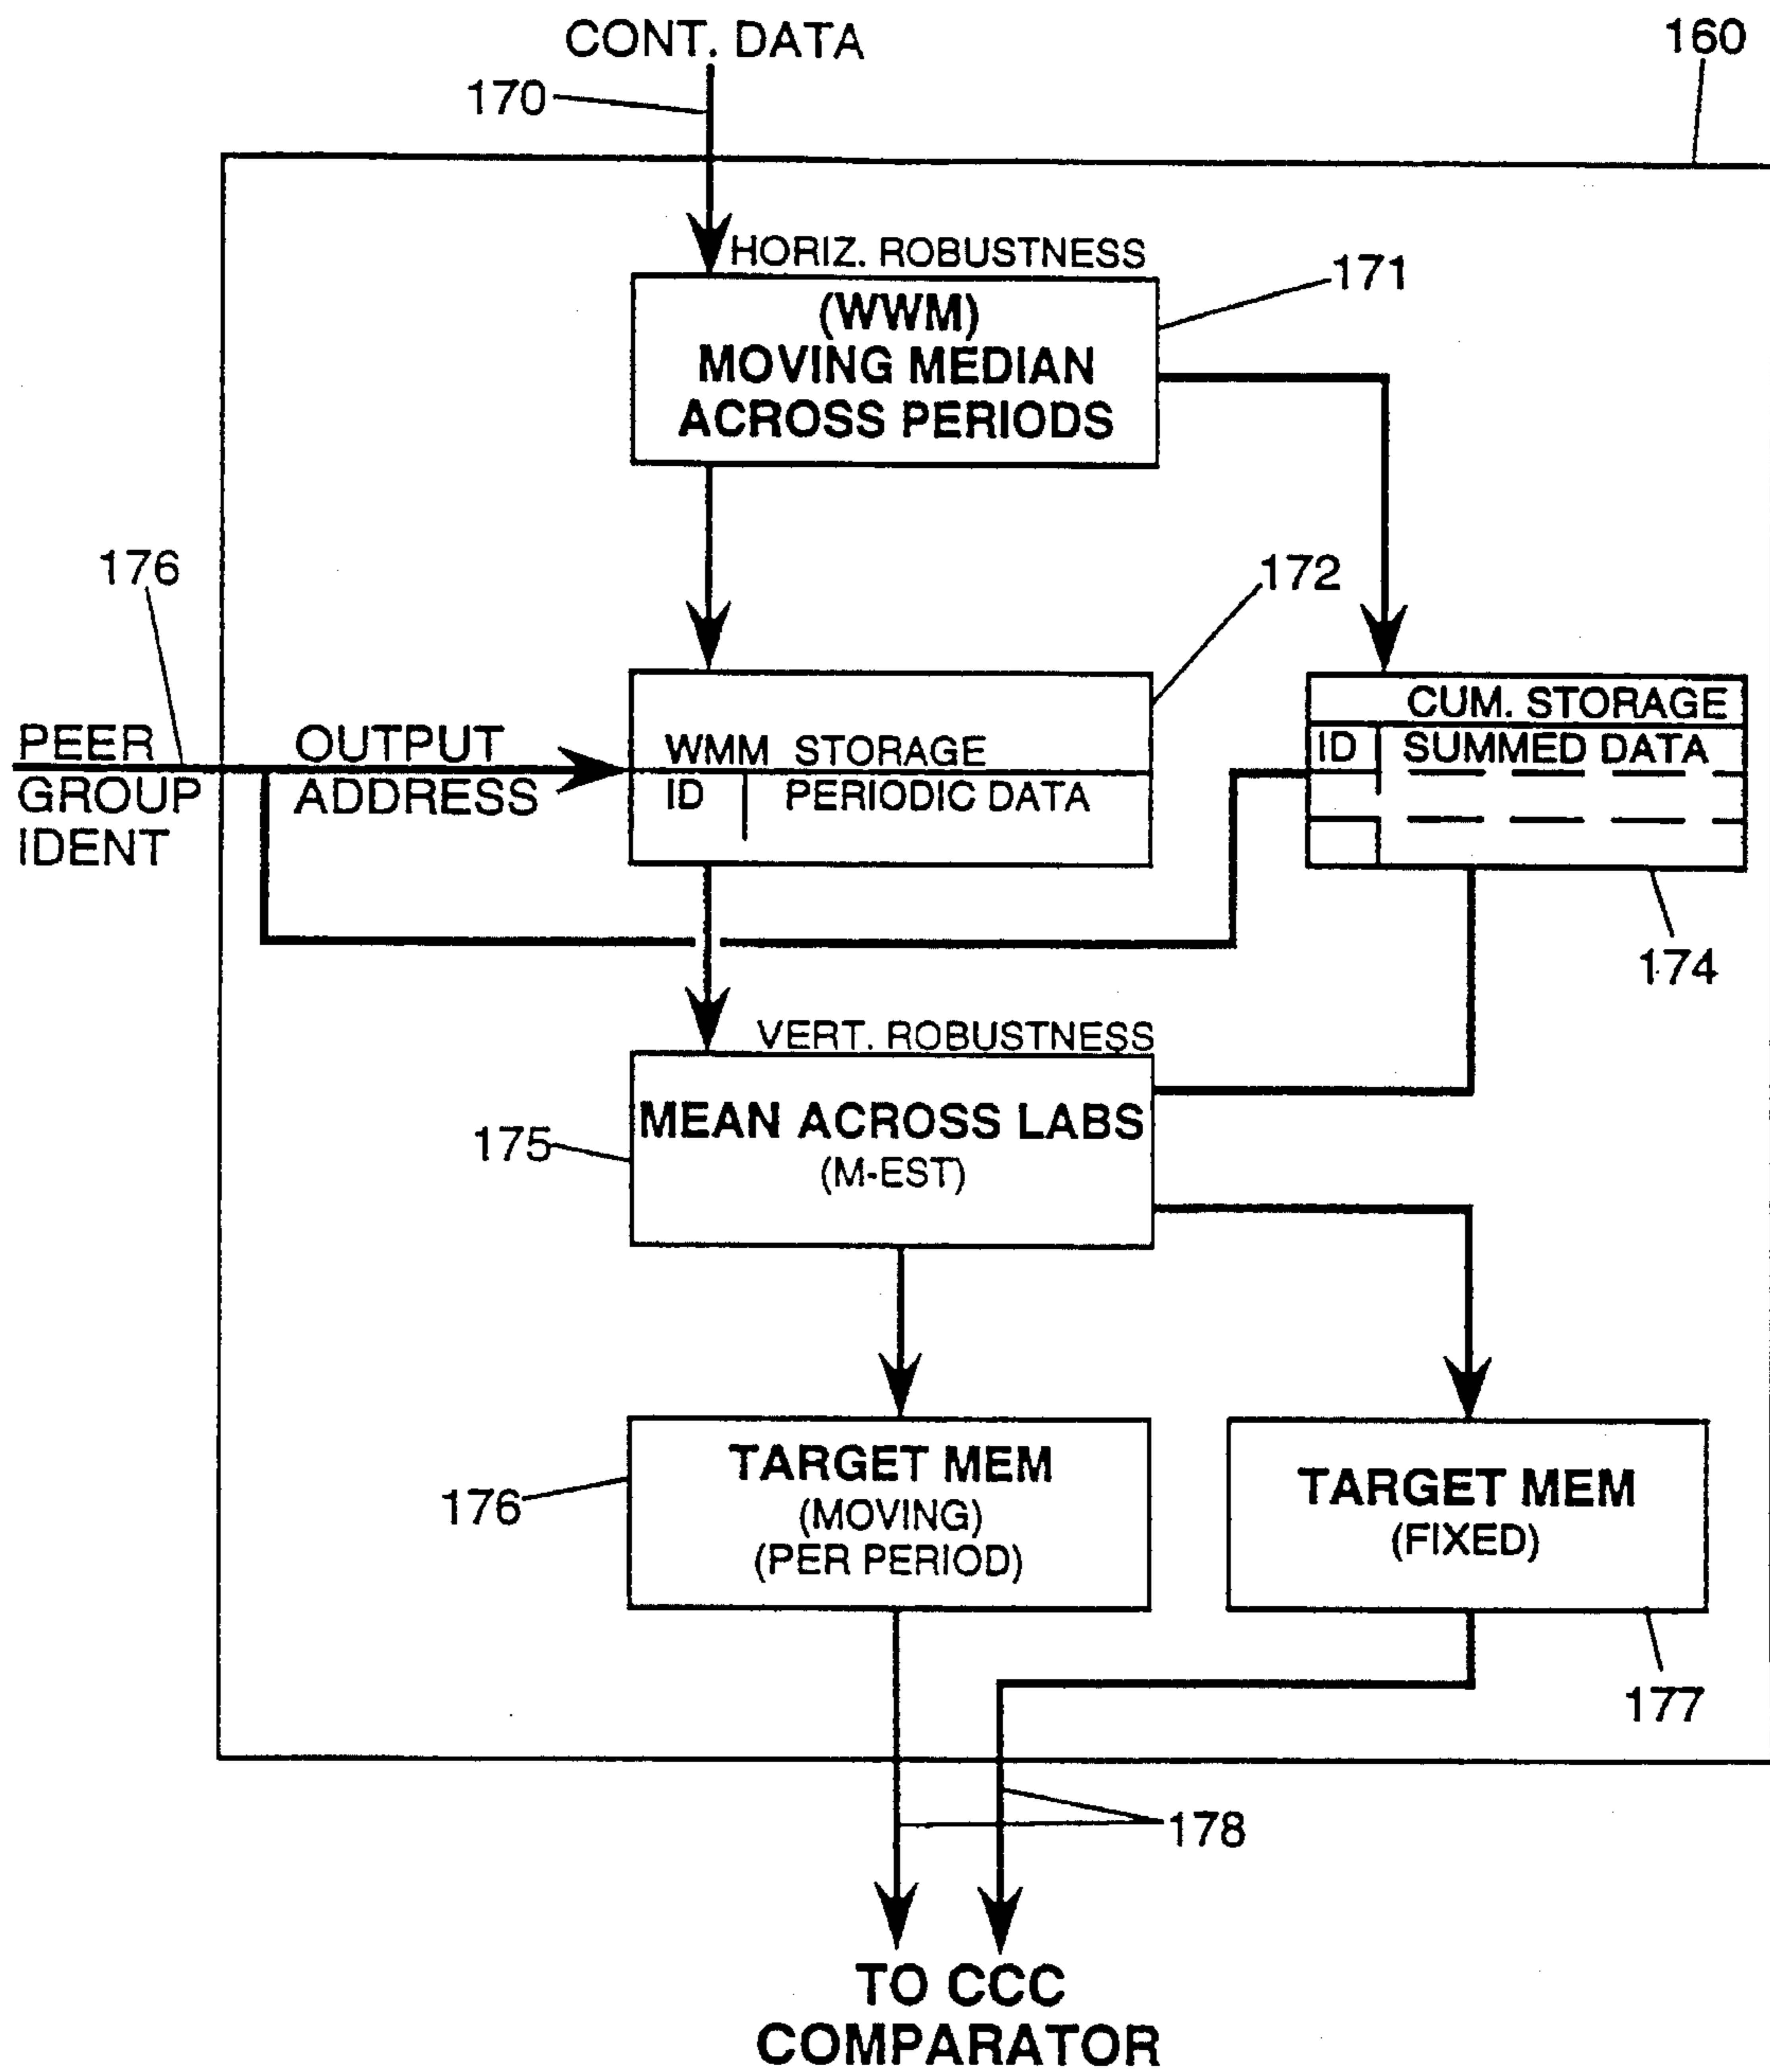 CONT. DATA
160
170
HORIZ. ROBUSTNESS
171
(WWM)
MOVING MEDIAN
ACROSS PERIODS
176
172
PEER
GROUP
IDENT
OUTPUT
ADDRESS
WMM STORAGE
ID PERIODIC DATA
CUM. STORAGE
ID SUMMED DATA
174
VERT. ROBUSTNESS
175
MEAN ACROSS LABS
(M-EST)
176
TARGET MEM
(MOVING)
(PER PERIOD)
TARGET MEM
(FIXED)
177
178
TO CCC
COMPARATOR